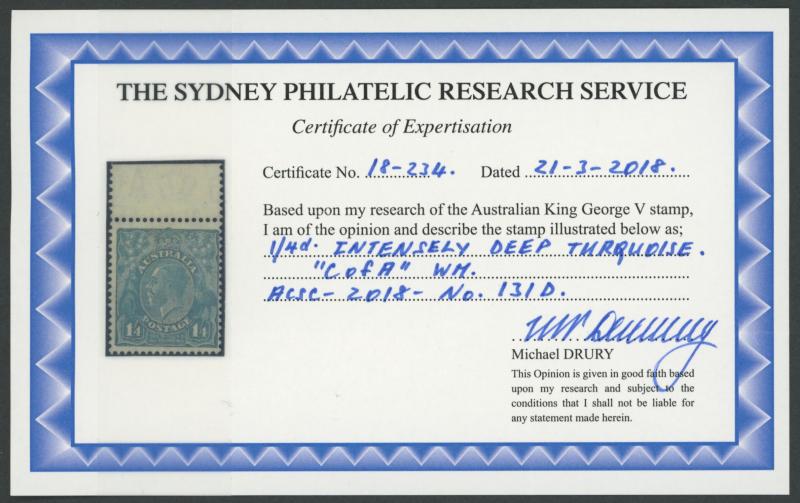 THE SYDNEY PHILATELIC RESEARCH SERVICE
Certificate of Expertisation
Certificate No. 18-234. Dated 21-3-2018.
Based upon my research of the Australian King George V stamp,
I am of the opinion and describe the stamp illustrated below as;
1/4d. INTENSELY DEEP TURQUOISE.
"C of A" WM.
ACSC-2018-No. 131D.
Michael DRURY
This Opinion is given in good faith based
upon my research and subject to the
conditions that I shall not be liable for
any statement made herein.
AUSTRALIA
POSTAGE
1/4 1/4